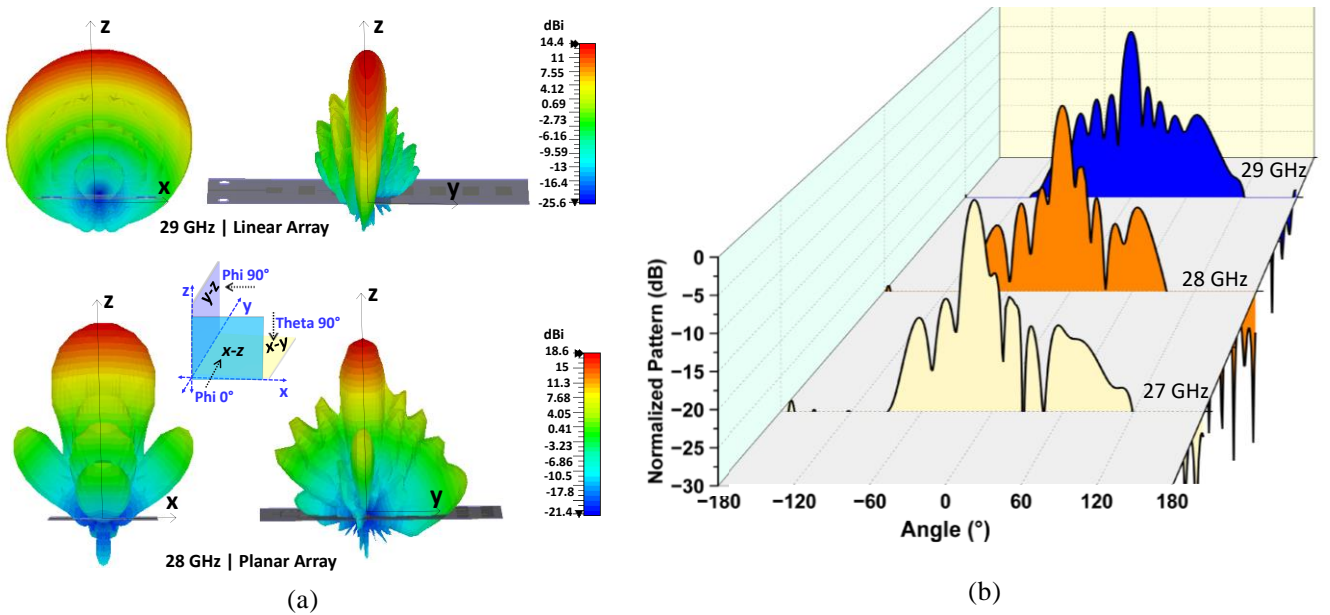 z
x
z
y
29 GHz | Linear Array
dBi
14.4
11
7.55
4.12
0.69
-2.73
-6.16
-9.59
-13
-16.4
-25.6
z
x
Phi 90°
z
y-z
y
Theta 90°
x-z
x-y
Phi 0°
x
z
y
28 GHz | Planar Array
dBi
18.6
15
11.3
7.68
4.05
0.41
-3.23
-6.86
-10.5
-17.8
-21.4
(a)
Normalized Pattern (dB)
0
−5
−10
−15
−20
−25
−30
−180
−120
−60
0
60
120
180
Angle (°)
29 GHz
28 GHz
27 GHz
(b)